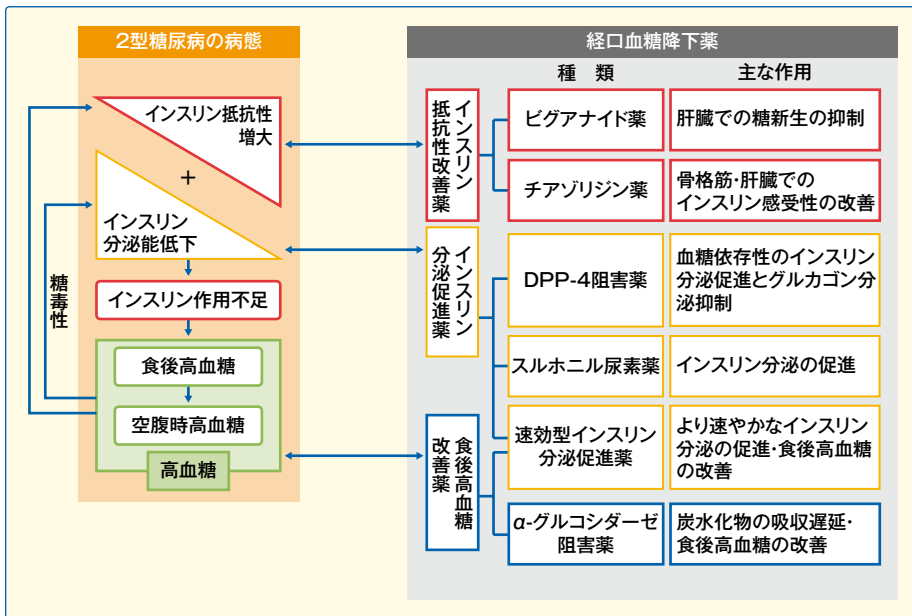 2型糖尿病の病態
インスリン抵抗性
増大
+
インスリン
分泌能低下
糖毒性
インスリン作用不足
食後高血糖
空腹時高血糖
高血糖
経口血糖降下薬
種 類
主な作用
インスリン
抵抗性改善薬
ビグアナイド薬
肝臓での糖新生の抑制
チアゾリジン薬
骨格筋・肝臓での
インスリン感受性の改善
インスリン
分泌促進薬
DPP-4阻害薬
血糖依存性のインスリン
分泌促進とグルカゴン分
泌抑制
スルホニル尿素薬
インスリン分泌の促進
食後高血糖
改善薬
速効型インスリン
分泌促進薬
より速やかなインスリン
分泌の促進・食後高血糖
の改善
α-グルコシダーゼ
阻害薬
炭水化物の吸収遅延・
食後高血糖の改善